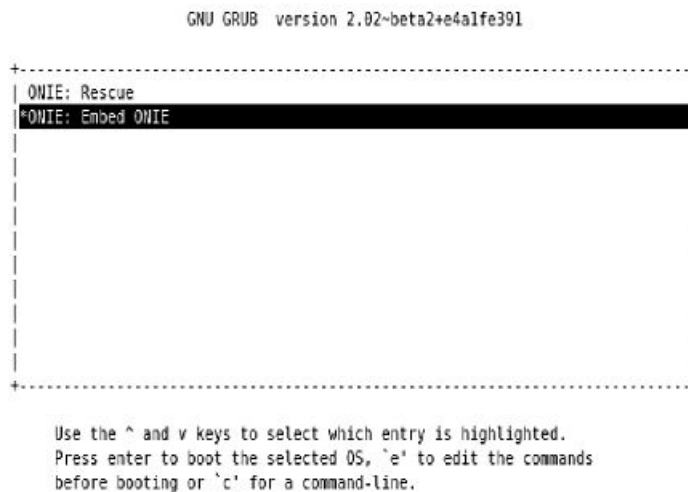 GNU GRUB version 2.02~beta2+e4a1fe391
ONIE: Rescue
*ONIE: Embed ONIE
Use the ^ and v keys to select which entry is highlighted.
Press enter to boot the selected OS, `e' to edit the commands
before booting or `c' for a command-line.